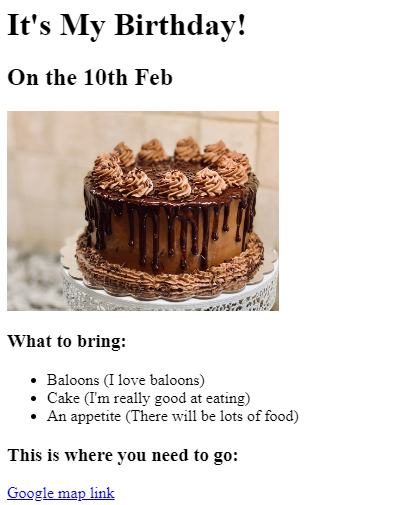 It's My Birthday!
On the 10th Feb
What to bring:
Baloons (I love baloons)
Cake (I'm really good at eating)
An appetite (There will be lots of food)
This is where you need to go:
Google map link